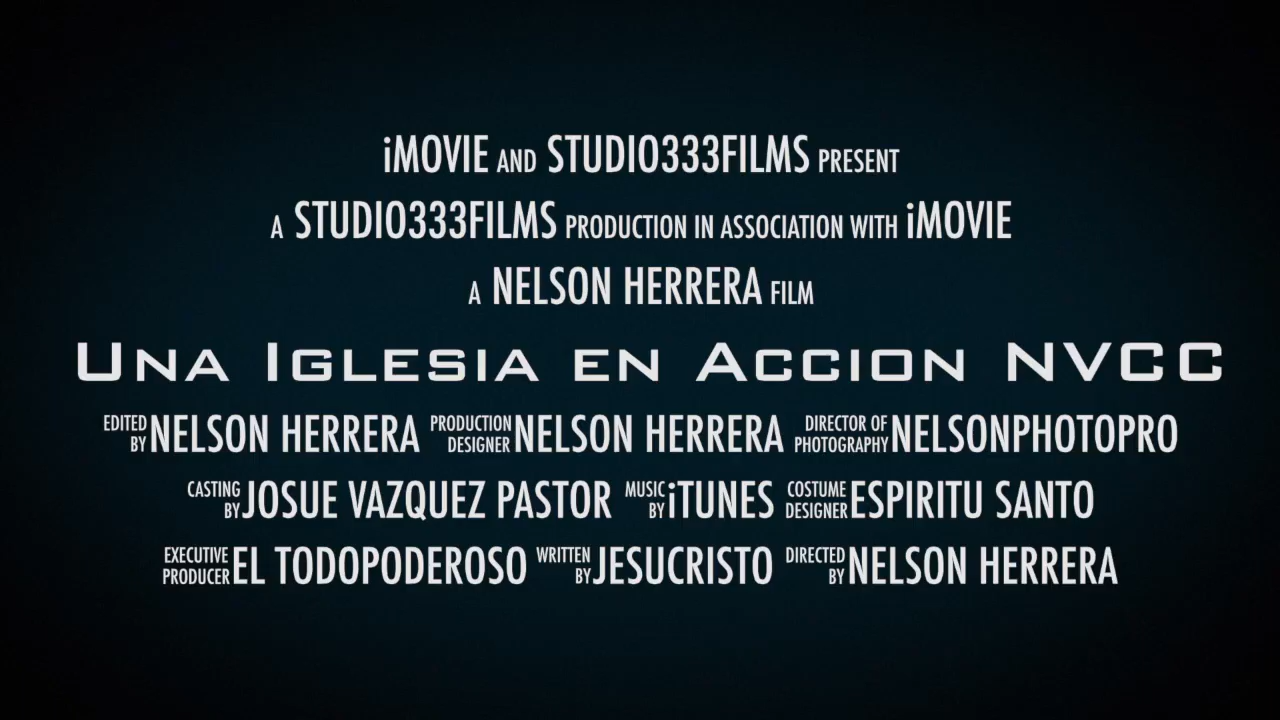 iMOVIE AND STUDIO333FILMS PRESENT
A STUDIO333FILMS PRODUCTION IN ASSOCIATION WITH iMOVIE
A NELSON HERRERA FILM
UNA IGLESIA EN ACCION NVCC
EDITED BY NELSON HERRERA PRODUCTION DESIGNER NELSON HERRERA DIRECTOR OF PHOTOGRAPHY NELSONPHOTOPRO
CASTING BY JOSUE VAZQUEZ PASTOR MUSIC BY iTUNES COSTUME DESIGNER ESPIRITU SANTO
EXECUTIVE PRODUCER EL TODOPODEROSO WRITTEN BY JESUCRISTO DIRECTED BY NELSON HERRERA